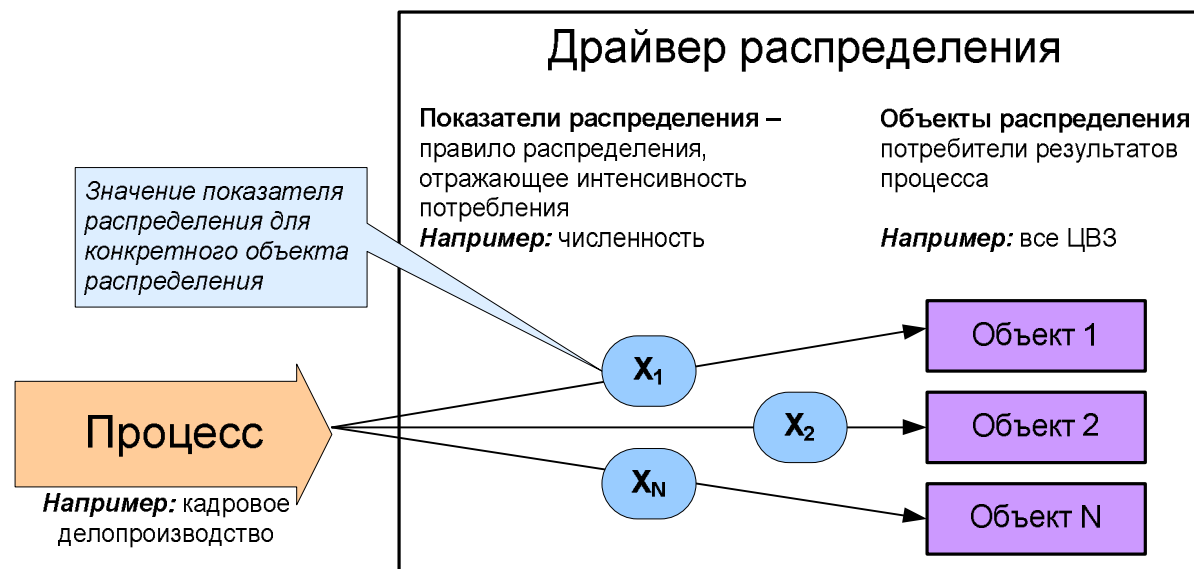 Драйвер распределения
Показатели распределения –
правило распределения,
отражающее интенсивность
потребления
Например: численность
Объекты распределения
потребители результатов
процесса
Например: все ЦВЗ
Значение показателя
распределения для
конкретного объекта
распределения
X₁
Объект 1
Процесс
X₂
Объект 2
Xₙ
Объект N
Например: кадровое
делопроизводство